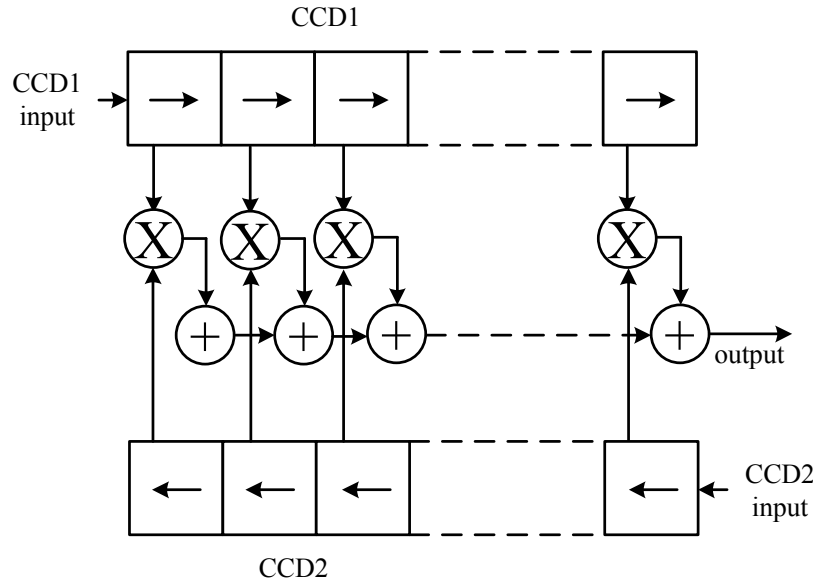 CCD1
CCD1
input
X X X X
+ + + +
output
CCD2
input
CCD2